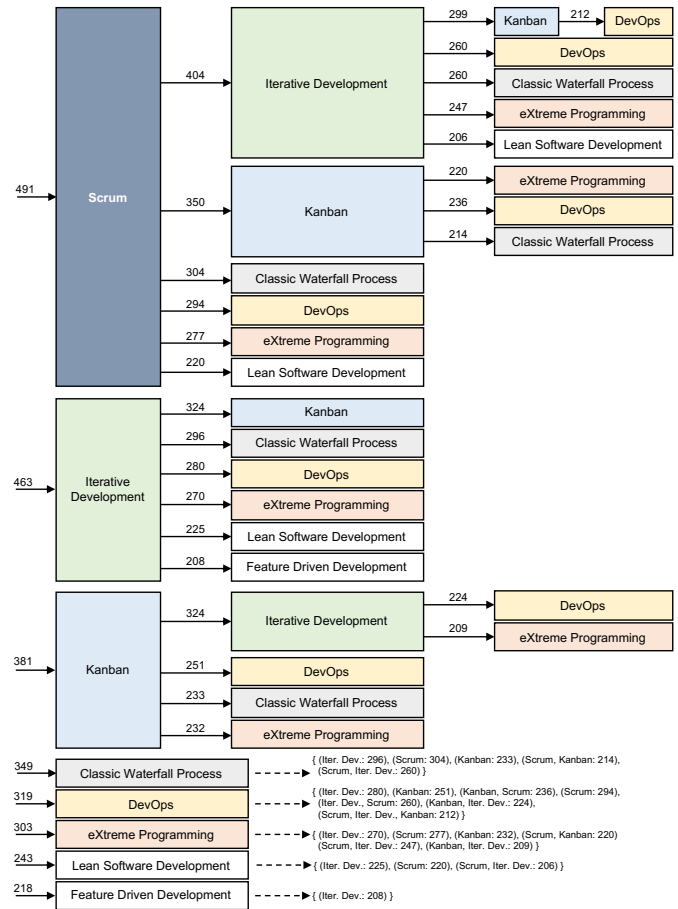 491
Scrum
404
Iterative Development
299
Kanban
212
DevOps
260
DevOps
260
Classic Waterfall Process
247
eXtreme Programming
206
Lean Software Development
350
Kanban
220
eXtreme Programming
236
DevOps
214
Classic Waterfall Process
304
Classic Waterfall Process
294
DevOps
277
eXtreme Programming
220
Lean Software Development
463
Iterative
Development
324
Kanban
296
Classic Waterfall Process
280
DevOps
270
eXtreme Programming
225
Lean Software Development
208
Feature Driven Development
381
Kanban
324
Iterative Development
224
DevOps
209
eXtreme Programming
251
DevOps
233
Classic Waterfall Process
232
eXtreme Programming
349
Classic Waterfall Process
{ (Iter. Dev.: 296), (Scrum: 304), (Kanban: 233), (Scrum, Kanban: 214),
(Scrum, Iter. Dev.: 260) }
319
DevOps
{ (Iter. Dev.: 280), (Kanban: 251), (Kanban, Scrum: 236), (Scrum: 294),
(Iter. Dev., Scrum: 260), (Kanban, Iter. Dev.: 224),
(Scrum, Iter. Dev., Kanban: 212) }
303
eXtreme Programming
{ (Iter. Dev.: 270), (Scrum: 277), (Kanban: 232), (Scrum, Kanban: 220)
(Scrum, Iter. Dev.: 247), (Kanban, Iter. Dev.: 209) }
243
Lean Software Development
{ (Iter. Dev.: 225), (Scrum: 220), (Scrum, Iter. Dev.: 206) }
218
Feature Driven Development
{ (Iter. Dev.: 208) }